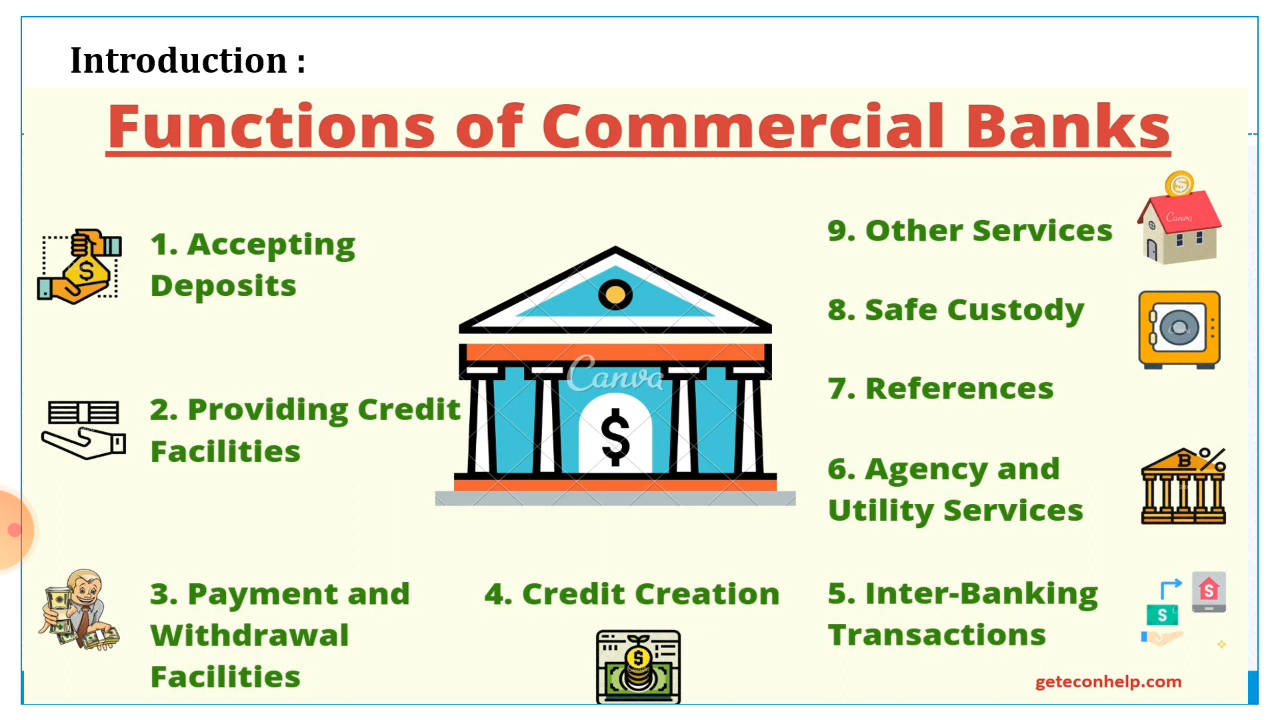 Introduction :
Functions of Commercial Banks
1. Accepting
Deposits
2. Providing Credit
Facilities
3. Payment and
Withdrawal
Facilities
4. Credit Creation
5. Inter-Banking
Transactions
6. Agency and
Utility Services
7. References
8. Safe Custody
9. Other Services
Canva
Canva
$
$
$
$
$
$
B %
geteconhelp.com